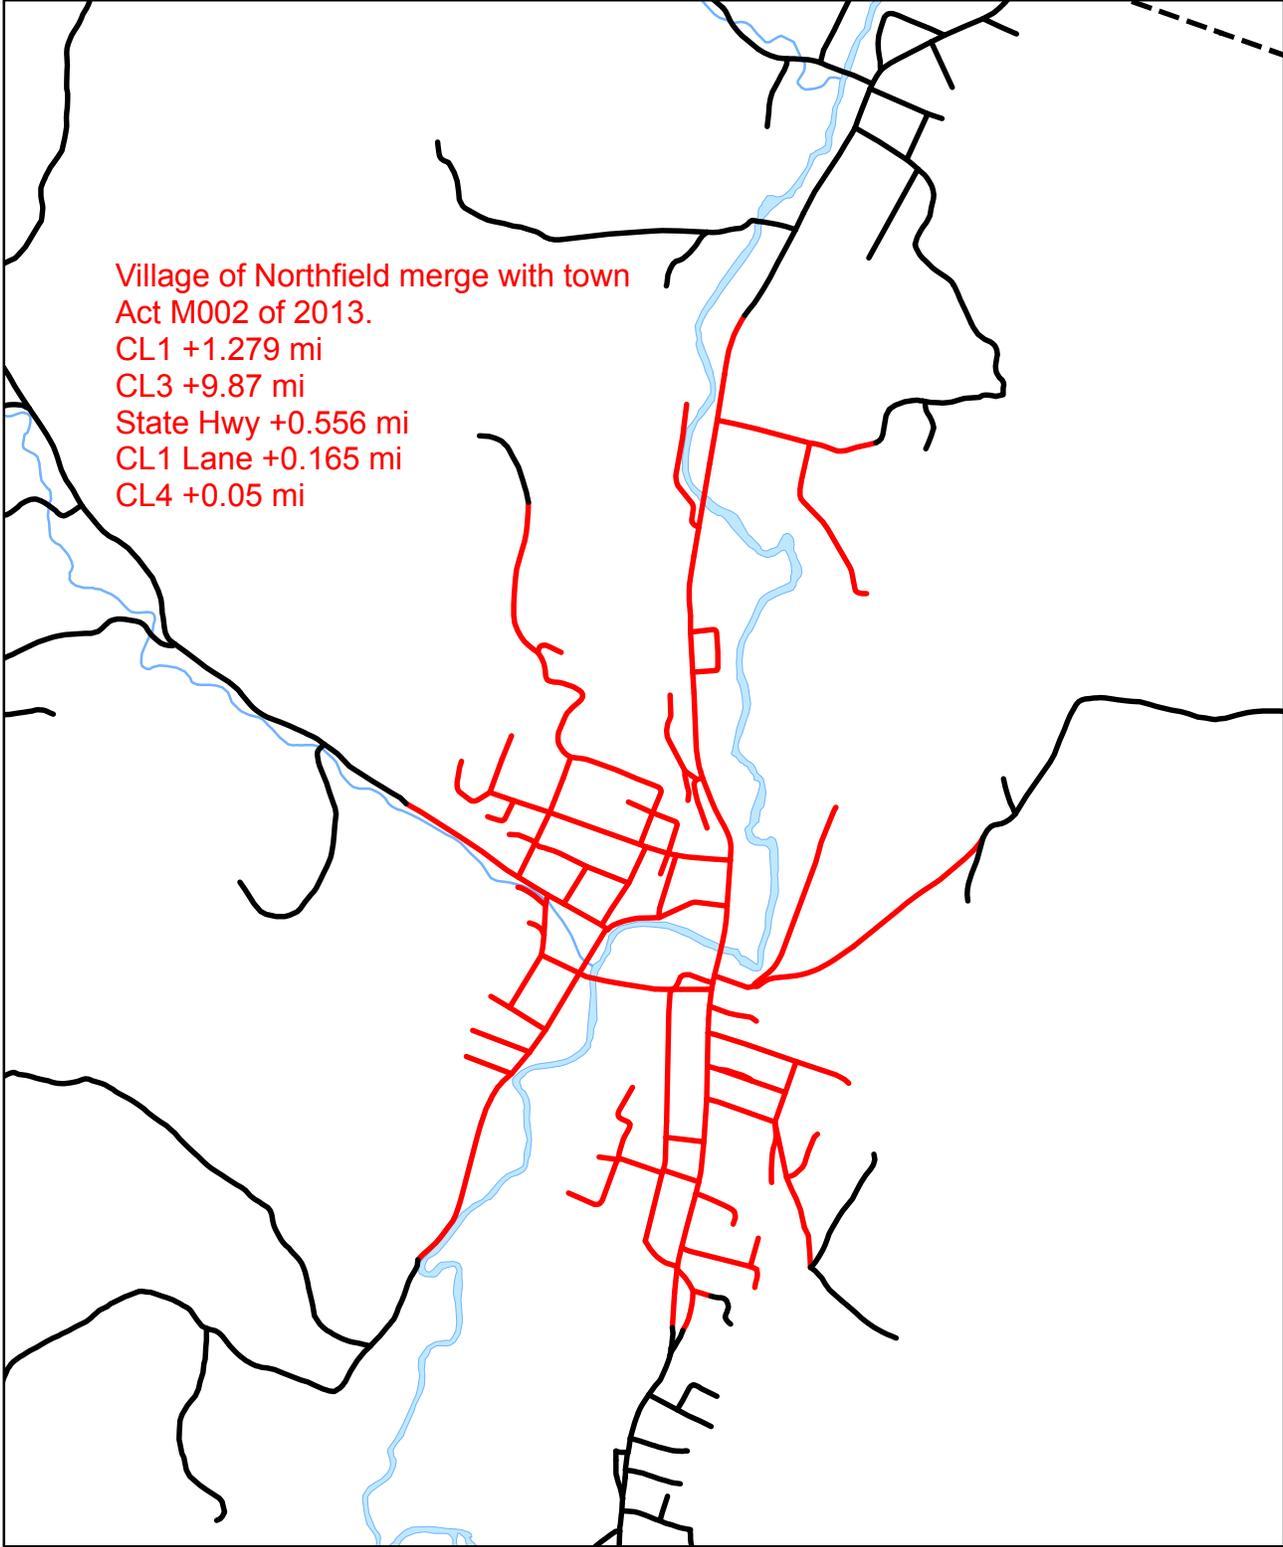 Village of Northfield merge with town
Act M002 of 2013.
CL1 +1.279 mi
CL3 +9.87 mi
State Hwy +0.556 mi
CL1 Lane +0.165 mi
CL4 +0.05 mi